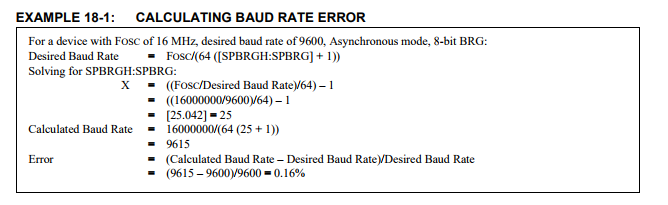 EXAMPLE 18-1: CALCULATING BAUD RATE ERROR
For a device with FOSC of 16 MHz, desired baud rate of 9600, Asynchronous mode, 8-bit BRG:
Desired Baud Rate = FOSC/(64 ([SPBRGH:SPBRG] + 1))
Solving for SPBRGH:SPBRG:
X = ((FOSC/Desired Baud Rate)/64) – 1
= ((16000000/9600)/64) – 1
= [25.042] = 25
Calculated Baud Rate = 16000000/(64 (25 + 1))
= 9615
Error = (Calculated Baud Rate – Desired Baud Rate)/Desired Baud Rate
= (9615 – 9600)/9600 = 0.16%